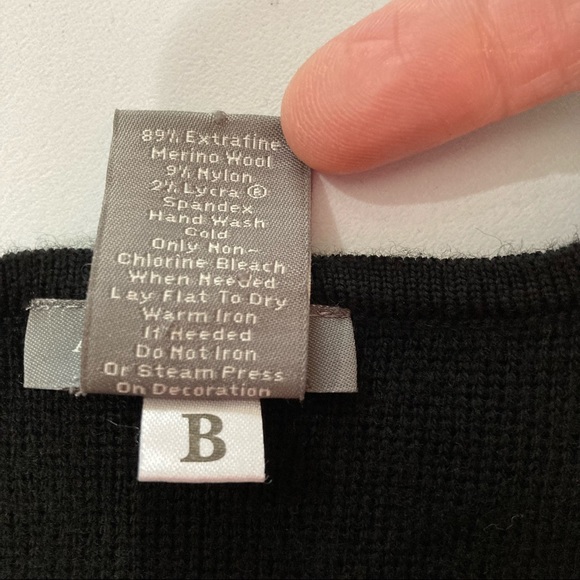 89% Extrafine
Merino Wool
9% Nylon
2% Lycra ®
Spandex
Hand Wash
Cold
Only Non-
Chlorine Bleach
When Needed
Lay Flat To Dry
Warm Iron
If Needed
Do Not Iron
Or Steam Press
On Decoration
B